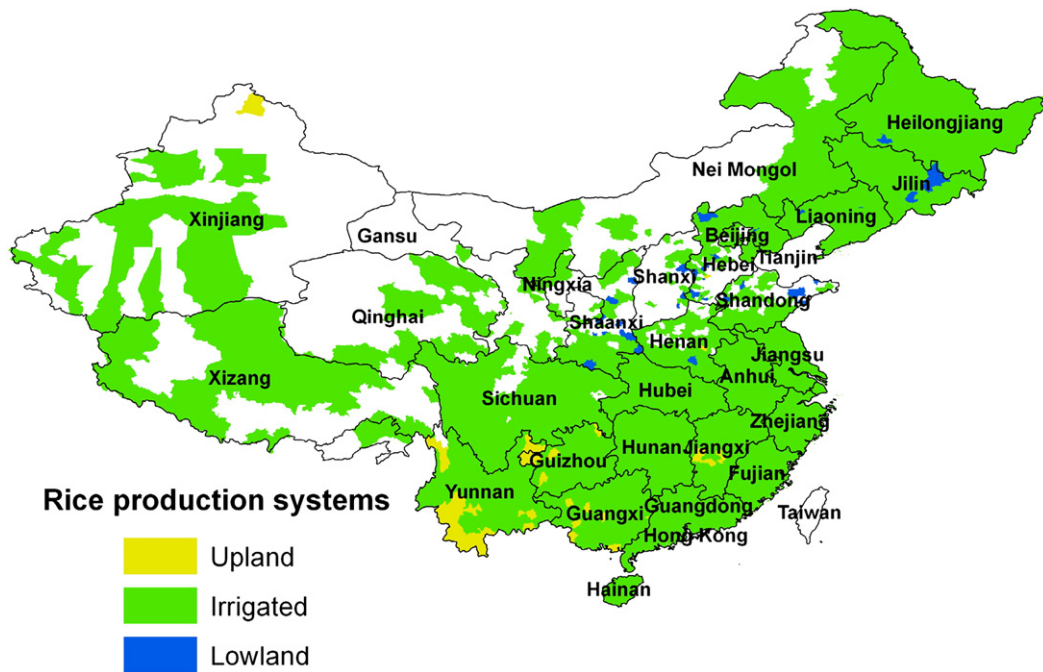 Heilongjiang
Nei Mongol
Jilin
Xinjiang
Liaoning
Gansu
Beijing
Tianjin
Hebei
Ningxia
Shanxi
Shandong
Qinghai
Shaanxi
Henan
Jiangsu
Xizang
Anhui
Sichuan
Hubei
Zhejiang
Hunan
Jiangxi
Guizhou
Fujian
Yunnan
Rice production systems
Guangxi
Guangdong
Taiwan
Hong Kong
Upland
Hainan
Irrigated
Lowland